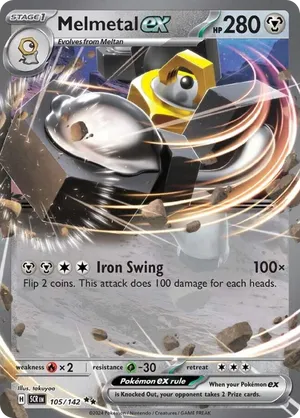 STAGE 1 Melmetal ex HP 280
Evolves from Meltan
Iron Swing 100×
Flip 2 coins. This attack does 100 damage for each heads.
weakness ×2 resistance -30 retreat
Pokémon ex rule
When your Pokémon ex is Knocked Out, your opponent takes 2 Prize cards.
Illus. takuyoa
H SCR EN 105/142
©2024 Pokémon / Nintendo / Creatures / GAME FREAK